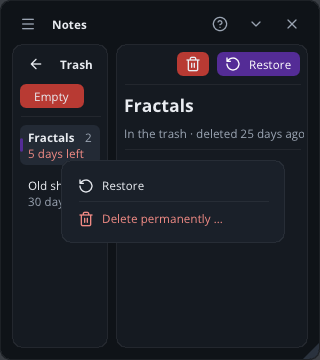 Notes
Trash
Empty
Fractals 2
5 days left
Old sh
30 day
Restore
Fractals
In the trash · deleted 25 days ago
Restore
Delete permanently ...